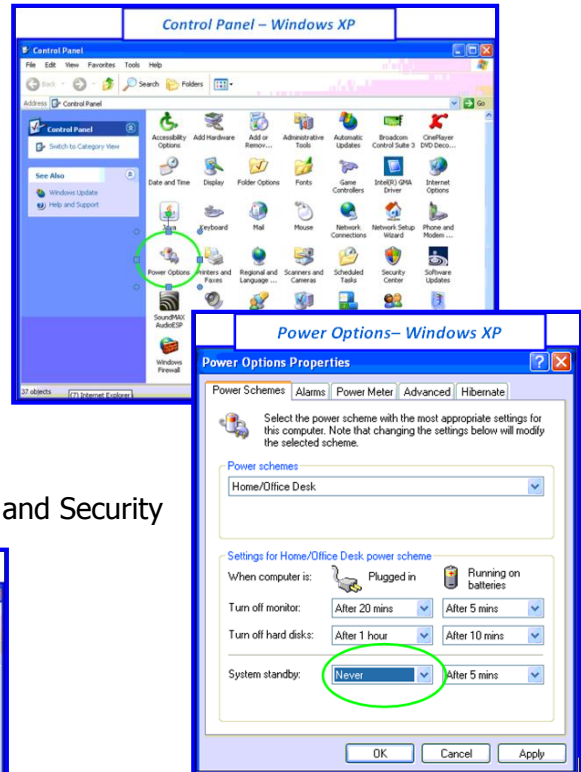 Control Panel – Windows XP
Control Panel
File Edit View Favorites Tools Help
Back Search Folders
Address Control Panel Go
Control Panel
Switch to Category View
See Also
Windows Update
Help and Support
Accessibility Options
Add Hardware
Add or Remov...
Administrative Tools
Automatic Updates
Broadcom Control Suite 3
CinePlayer DVD Deco...
Date and Time
Display
Folder Options
Fonts
Game Controllers
Intel(R) GMA Driver
Internet Options
Java
Keyboard
Mail
Mouse
Network Connections
Network Setup Wizard
Phone and Modem ...
Power Options
Printers and Faxes
Regional and Language ...
Scanners and Cameras
Scheduled Tasks
Security Center
Software Updates
SoundMAX AudioESP
Windows Firewall
37 objects
(7) Internet Explorer
Power Options– Windows XP
Power Options Properties
Power Schemes Alarms Power Meter Advanced Hibernate
Select the power scheme with the most appropriate settings for
this computer. Note that changing the settings below will modify
the selected scheme.
Power schemes
Home/Office Desk
Settings for Home/Office Desk power scheme
When computer is: Plugged in Running on batteries
Turn off monitor: After 20 mins After 5 mins
Turn off hard disks: After 1 hour After 10 mins
System standby: Never After 5 mins
OK Cancel Apply
and Security